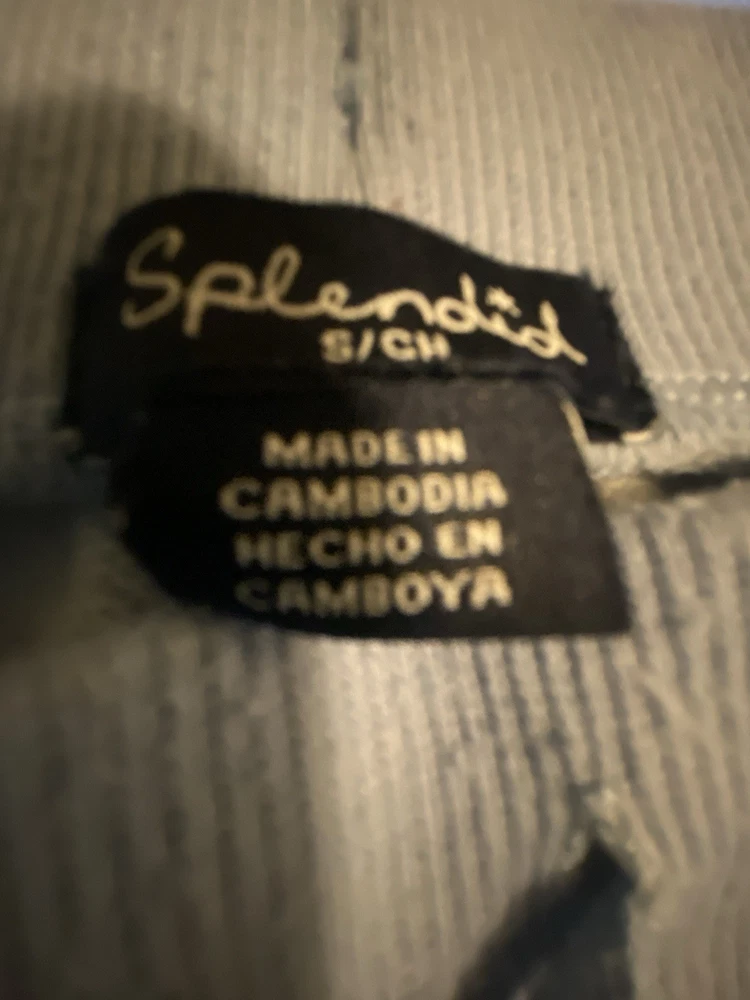 Splendid
S/CH
MADE IN
CAMBODIA
HECHO EN
CAMBOYA